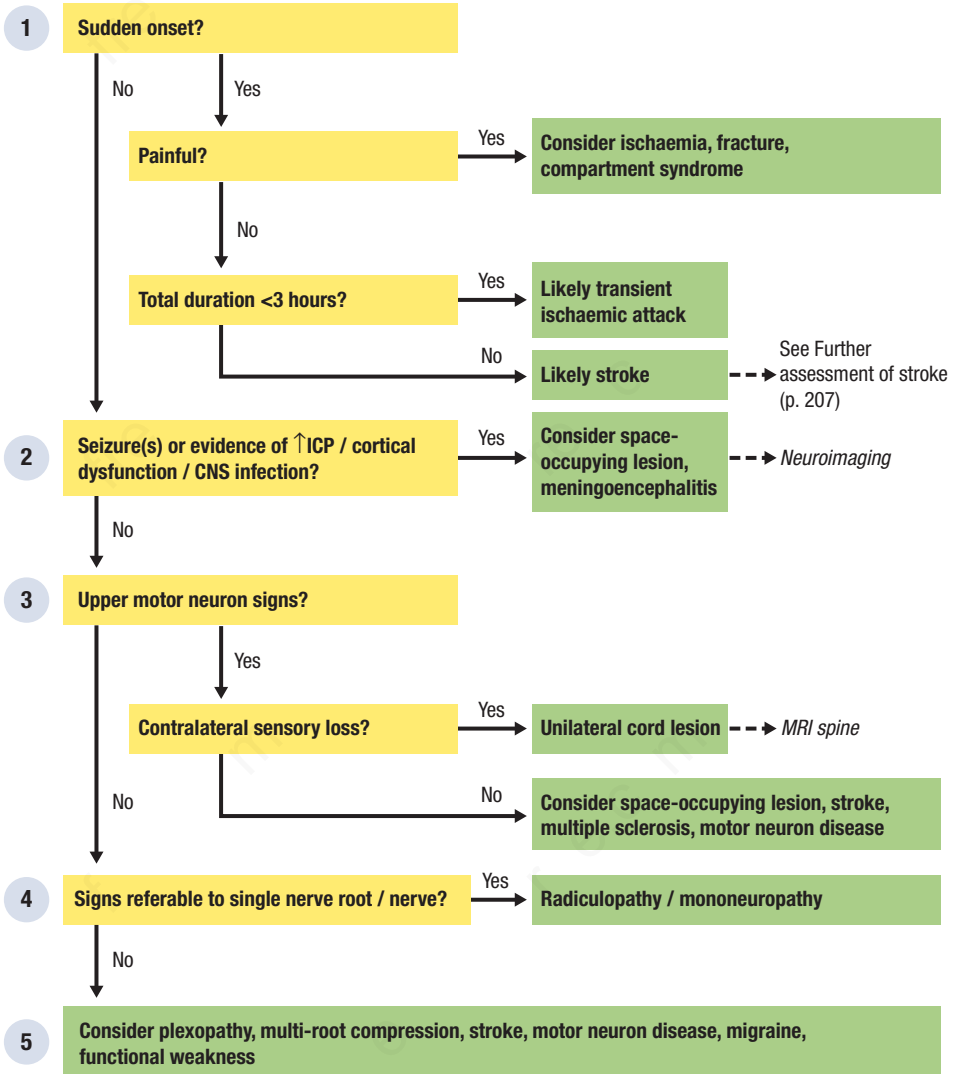 1
Sudden onset?
No
Yes
Painful?
Yes
Consider ischaemia, fracture,
compartment syndrome
No
Total duration <3 hours?
Yes
Likely transient
ischaemic attack
No
Likely stroke
See Further
assessment of stroke
(p. 207)
2
Seizure(s) or evidence of ↑ICP / cortical
dysfunction / CNS infection?
Yes
Consider space-
occupying lesion,
meningoencephalitis
Neuroimaging
No
3
Upper motor neuron signs?
Yes
Contralateral sensory loss?
Yes
Unilateral cord lesion
MRI spine
No
No
Consider space-occupying lesion, stroke,
multiple sclerosis, motor neuron disease
4
Signs referable to single nerve root / nerve?
Yes
Radiculopathy / mononeuropathy
No
5
Consider plexopathy, multi-root compression, stroke, motor neuron disease, migraine,
functional weakness